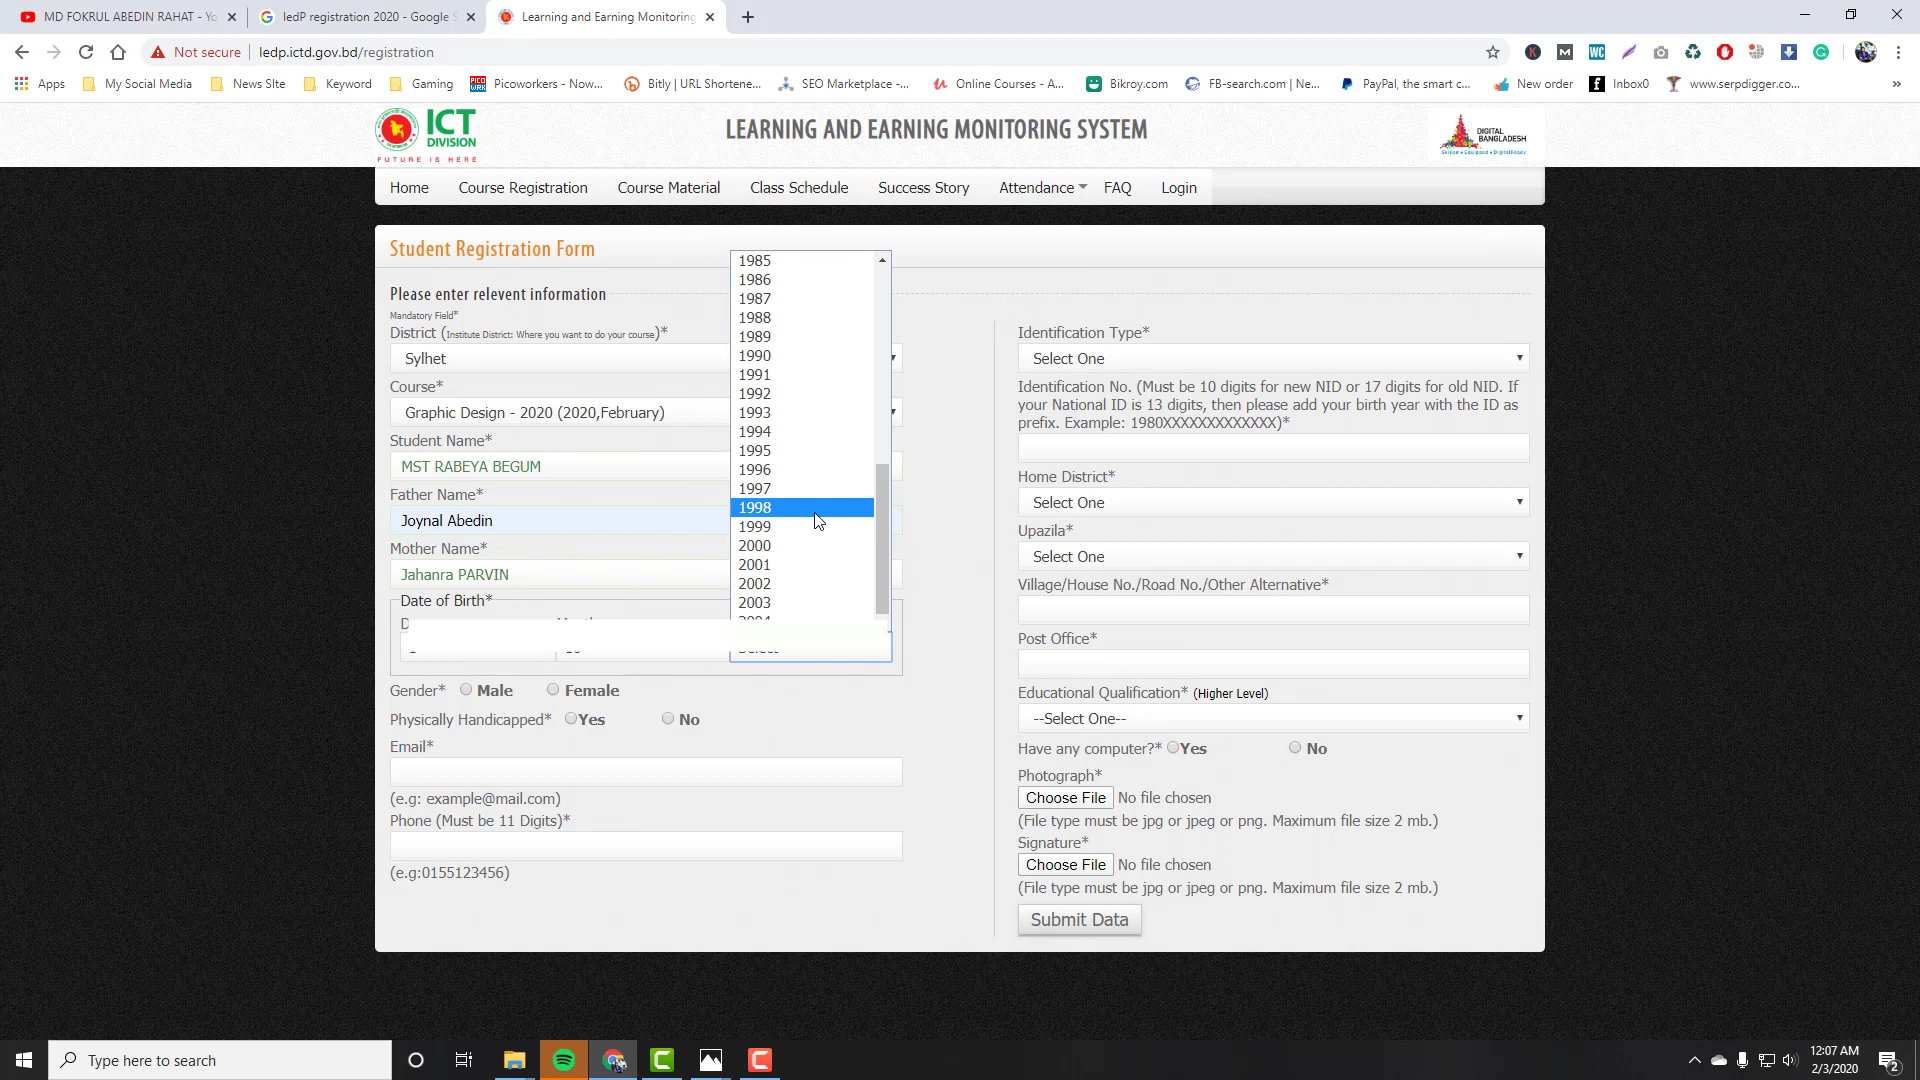 MD FOKRUL ABEDIN RAHAT - Yo
ledP registration 2020 - Google S
Learning and Earning Monitoring
Not secure
ledp.ictd.gov.bd/registration
Apps
My Social Media
News SIte
Keyword
Gaming
Picoworkers - Now...
Bitly | URL Shortene...
SEO Marketplace -...
Online Courses - A...
Bikroy.com
FB-search.com | Ne...
PayPal, the smart c...
New order
Inbox0
www.serpdigger.co...
ICT
DIVISION
FUTURE IS HERE
LEARNING AND EARNING MONITORING SYSTEM
DIGITAL
BANGLADESH
Home
Course Registration
Course Material
Class Schedule
Success Story
Attendance
FAQ
Login
Student Registration Form
Please enter relevent information
Mandatory Field*
District (Institute District: Where you want to do your course)*
Sylhet
Course*
Graphic Design - 2020 (2020,February)
Student Name*
MST RABEYA BEGUM
Father Name*
Joynal Abedin
Mother Name*
Jahanra PARVIN
Date of Birth*
1985
1986
1987
1988
1989
1990
1991
1992
1993
1994
1995
1996
1997
1998
1999
2000
2001
2002
2003
Gender* Male Female
Physically Handicapped* Yes No
Email*
(e.g: example@mail.com)
Phone (Must be 11 Digits)*
(e.g:0155123456)
Identification Type*
Select One
Identification No. (Must be 10 digits for new NID or 17 digits for old NID. If
your National ID is 13 digits, then please add your birth year with the ID as
prefix. Example: 1980XXXXXXXXXXXXX)*
Home District*
Select One
Upazila*
Select One
Village/House No./Road No./Other Alternative*
Post Office*
Educational Qualification* (Higher Level)
--Select One--
Have any computer?* Yes No
Photograph*
Choose File No file chosen
(File type must be jpg or jpeg or png. Maximum file size 2 mb.)
Signature*
Choose File No file chosen
(File type must be jpg or jpeg or png. Maximum file size 2 mb.)
Submit Data
Type here to search
12:07 AM
2/3/2020
2